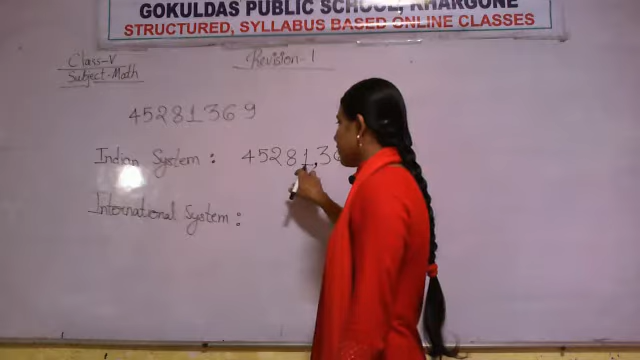 GOKULDAS PUBLIC SCHOOL, KHARGONE
STRUCTURED, SYLLABUS BASED ONLINE CLASSES
Class-V
Subject-Math
Revision-1
45281369
Indian System : 45281,36
International System :